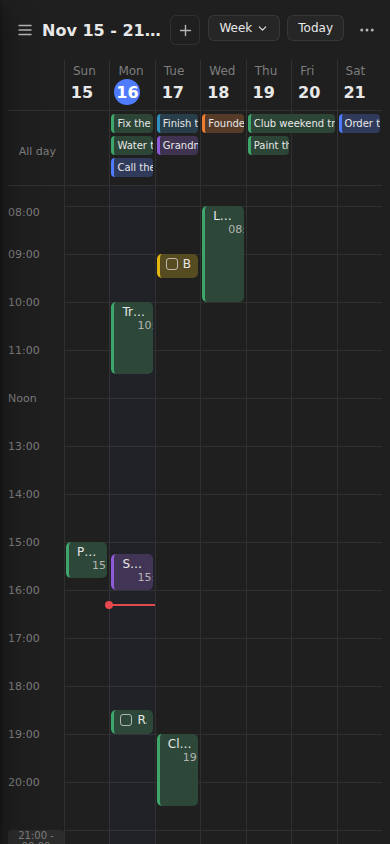 Nov 15 - 21…
Week
Today
Sun Mon Tue Wed Thu Fri Sat
15 16 17 18 19 20 21
All day
Fix the
Finish t
Founde
Club weekend tr
Order t
Water t
Grandn
Paint th
Call the
08:00
L…
08
09:00
B
10:00
Tr…
10
11:00
Noon
13:00
14:00
15:00
P…
15
S…
15
16:00
17:00
18:00
R
19:00
Cl…
19
20:00
21:00 -